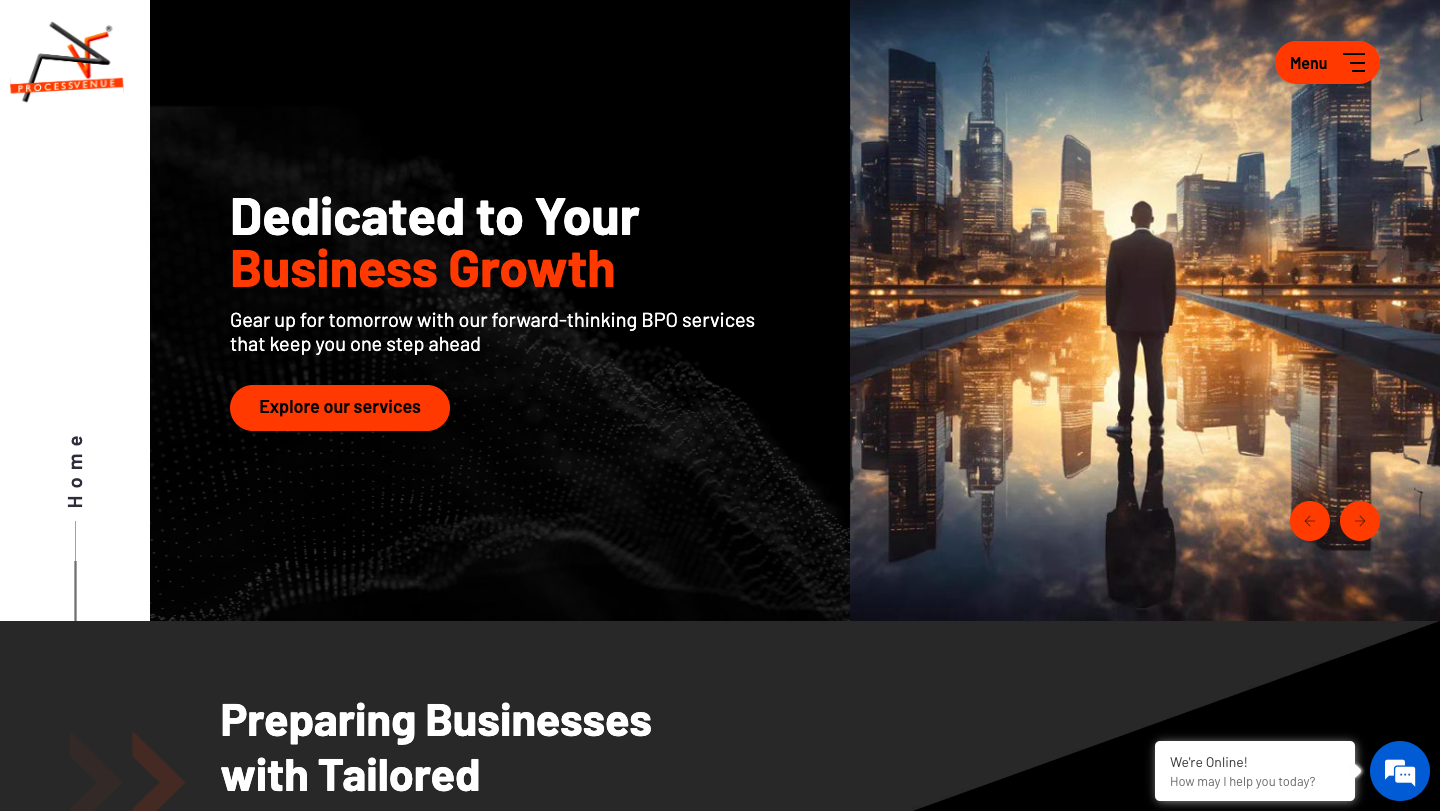 PROCESSVENUE
Menu
Dedicated to Your
Business Growth
Gear up for tomorrow with our forward-thinking BPO services
that keep you one step ahead
Explore our services
Home
Preparing Businesses
with Tailored
We're Online!
How may I help you today?